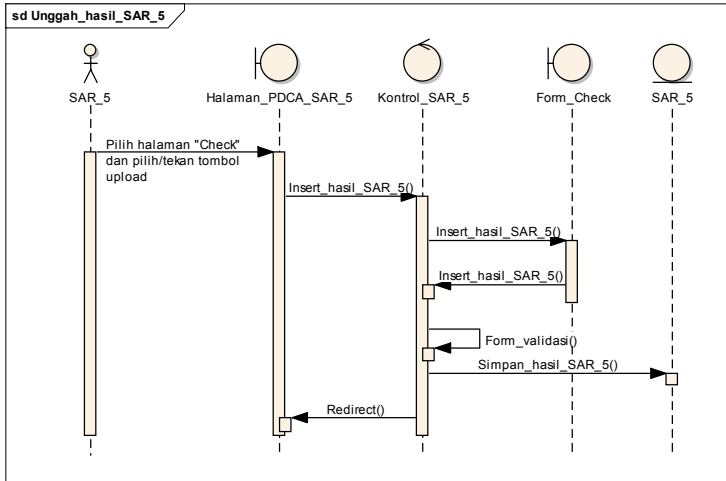 sd Unggah_hasil_SAR_5
SAR_5
Halaman_PDCA_SAR_5
Kontrol_SAR_5
Form_Check
SAR_5
Pilih halaman "Check"
dan pilih/tekan tombol
upload
Insert_hasil_SAR_5()
Insert_hasil_SAR_5()
Insert_hasil_SAR_5()
Form_validasi()
Simpan_hasil_SAR_5()
Redirect()